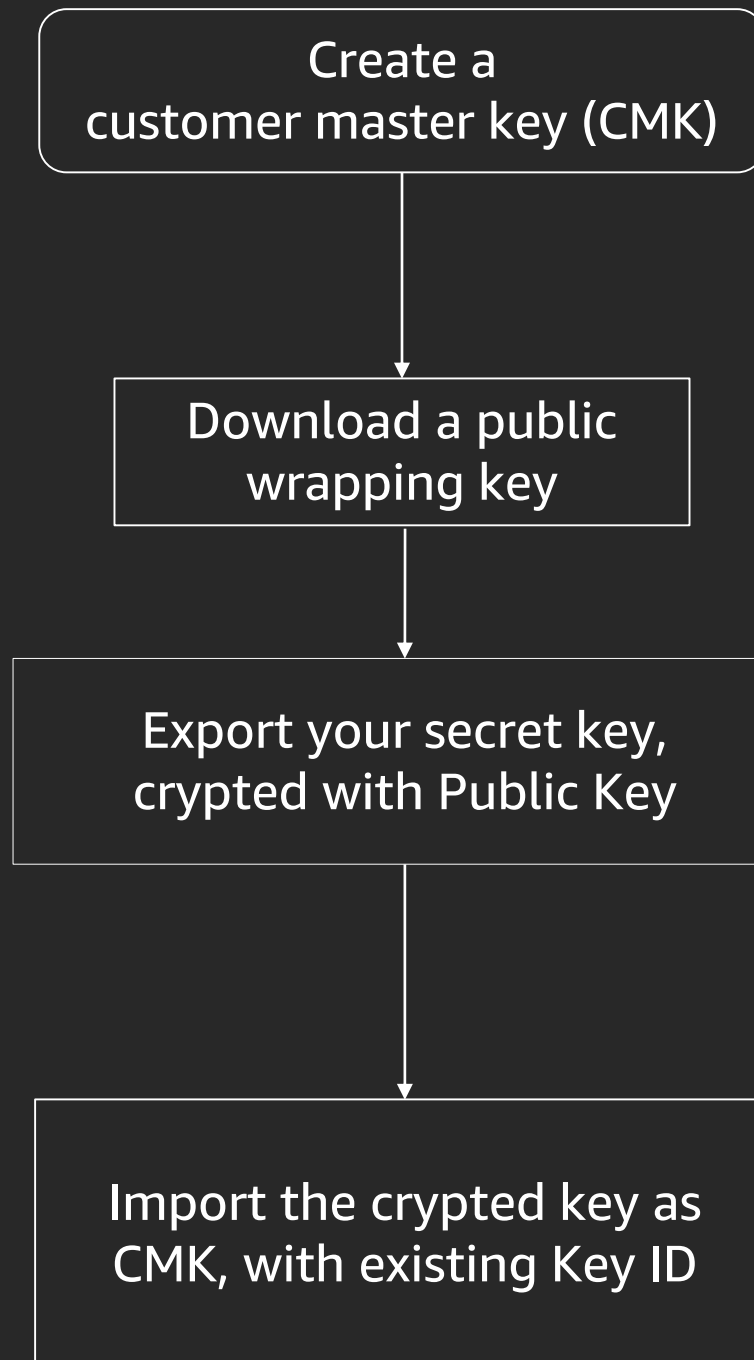 Create a
customer master key (CMK)
Download a public
wrapping key
Export your secret key,
crypted with Public Key
Import the crypted key as
CMK, with existing Key ID